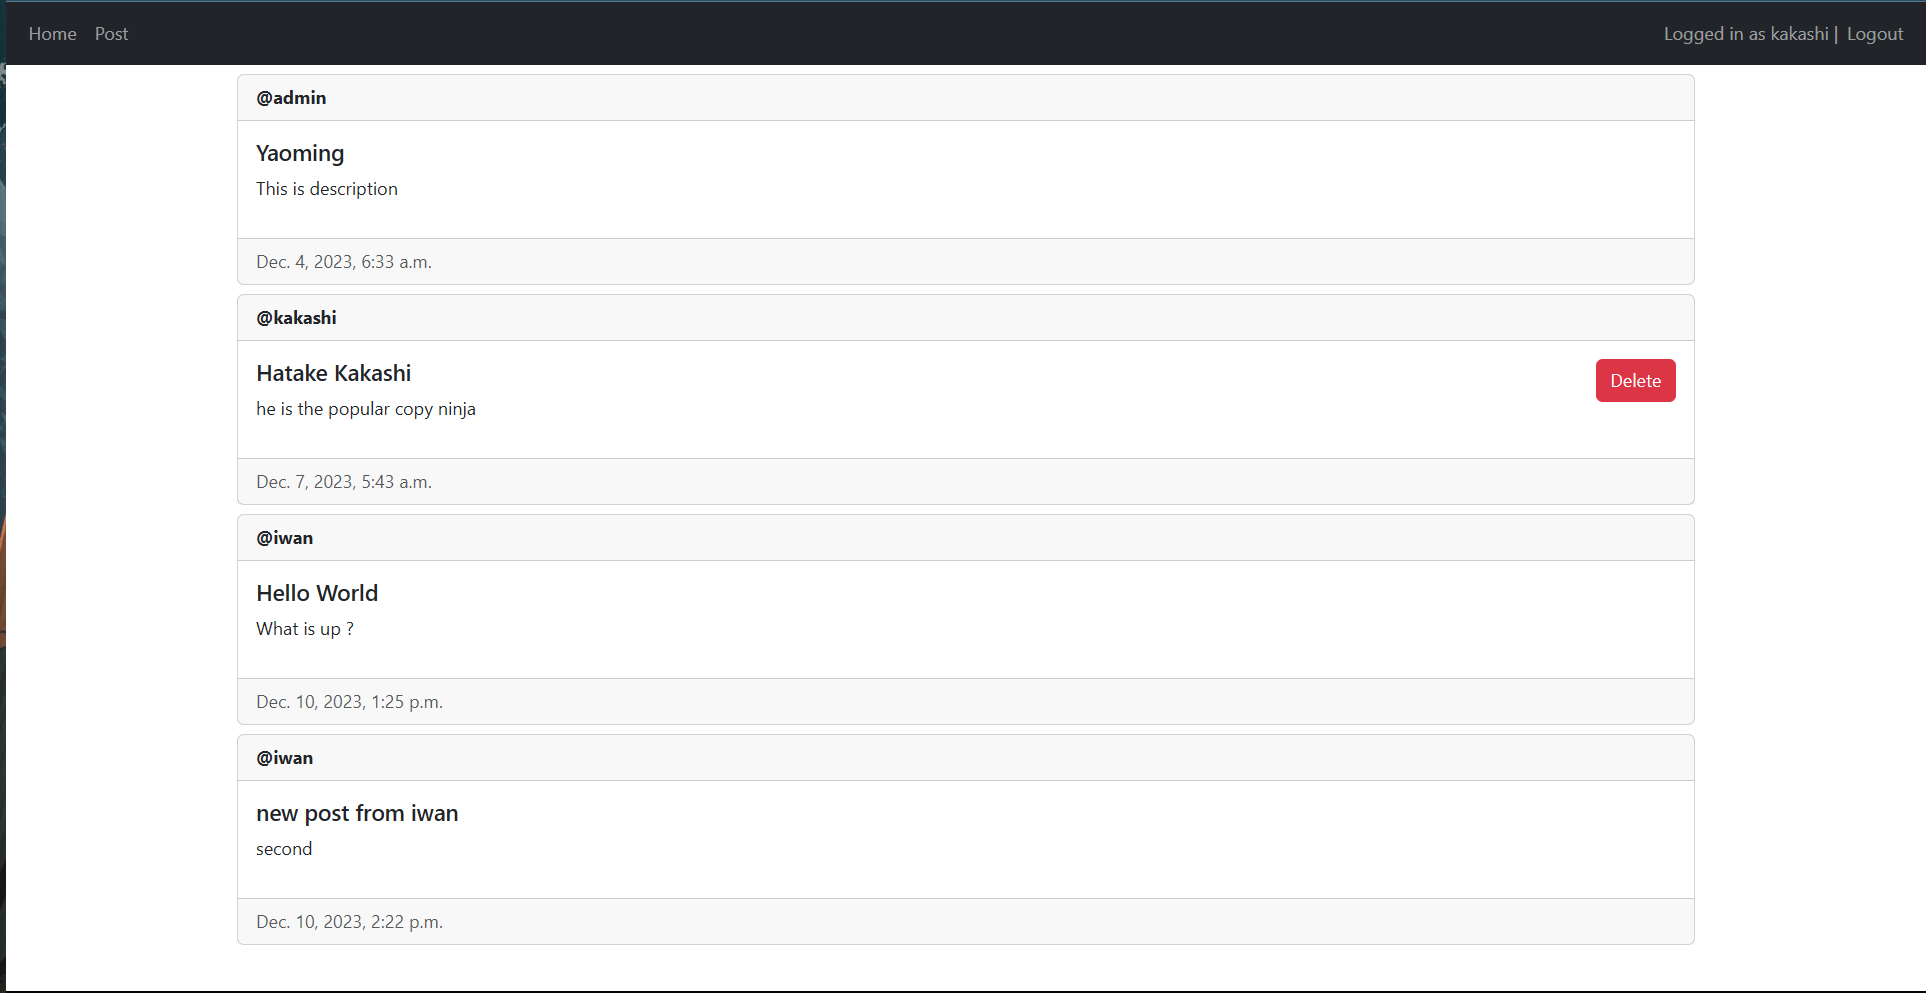 Home Post Logged in as kakashi | Logout
@admin
Yaoming
This is description
Dec. 4, 2023, 6:33 a.m.
@kakashi
Hatake Kakashi
Delete
he is the popular copy ninja
Dec. 7, 2023, 5:43 a.m.
@iwan
Hello World
What is up ?
Dec. 10, 2023, 1:25 p.m.
@iwan
new post from iwan
second
Dec. 10, 2023, 2:22 p.m.